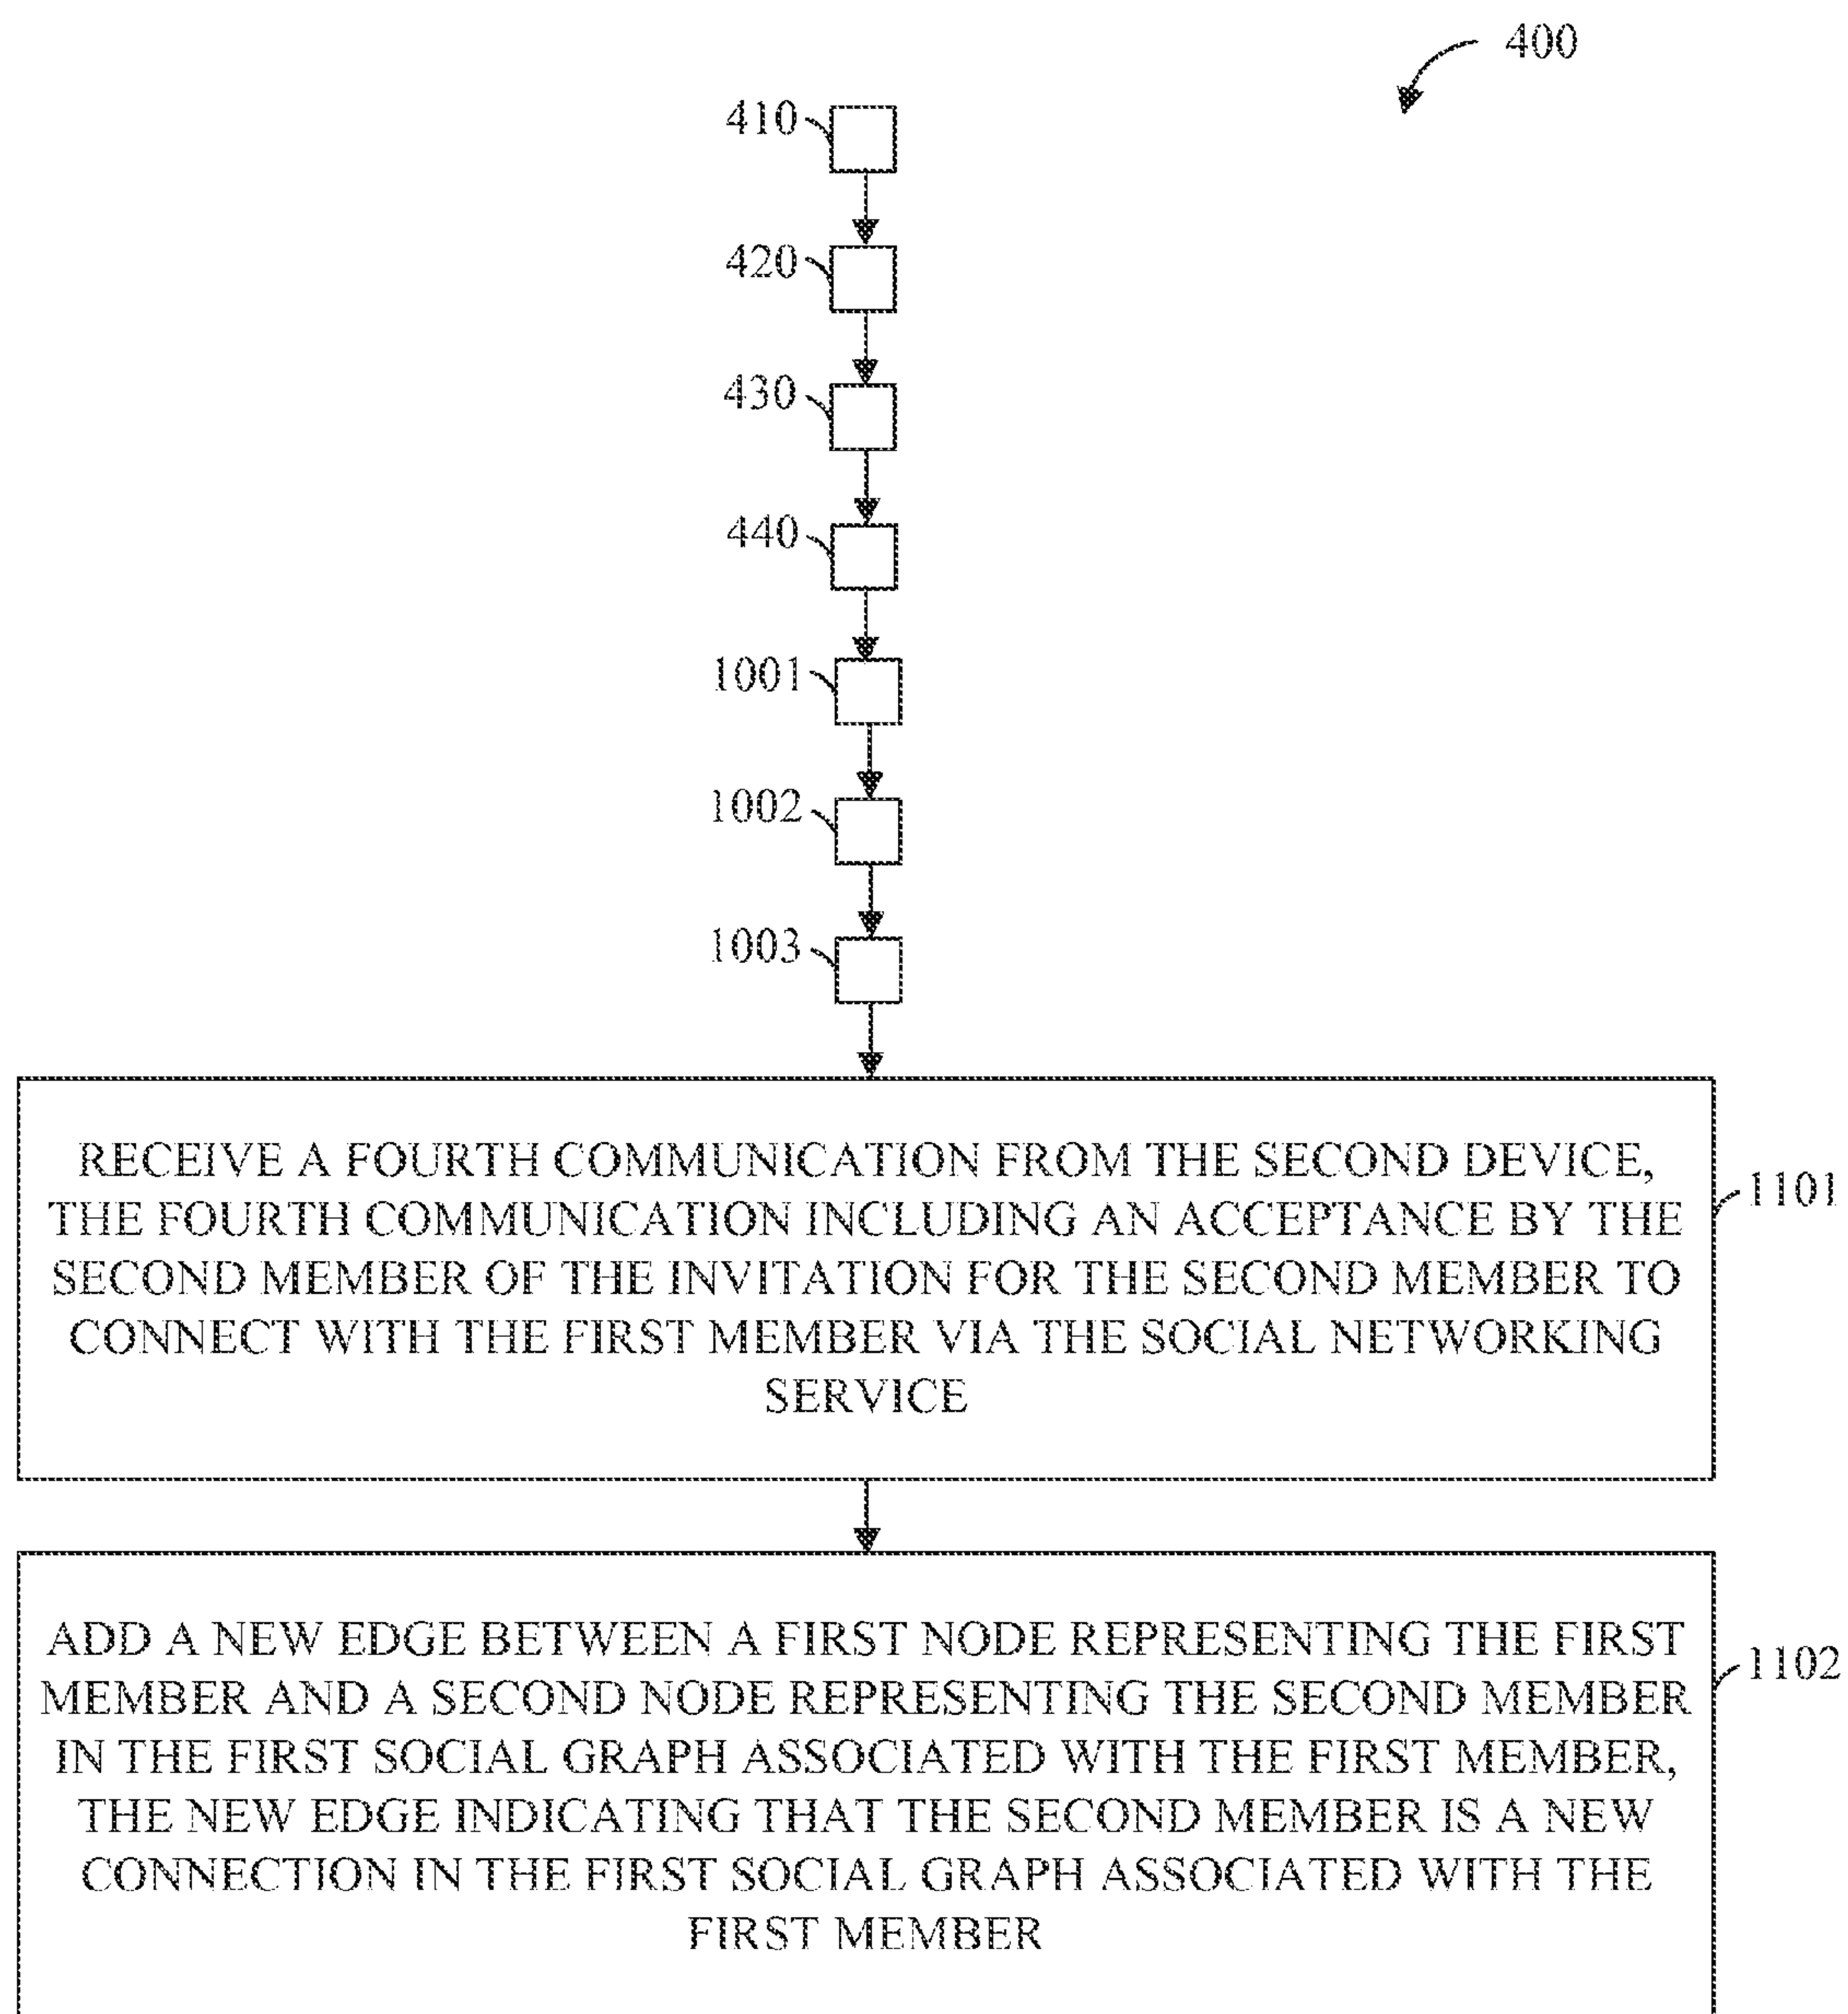 400
410
420
430
440
1001
1002
1003
RECEIVE A FOURTH COMMUNICATION FROM THE SECOND DEVICE,
THE FOURTH COMMUNICATION INCLUDING AN ACCEPTANCE BY THE
SECOND MEMBER OF THE INVITATION FOR THE SECOND MEMBER TO
CONNECT WITH THE FIRST MEMBER VIA THE SOCIAL NETWORKING
SERVICE
1101
ADD A NEW EDGE BETWEEN A FIRST NODE REPRESENTING THE FIRST
MEMBER AND A SECOND NODE REPRESENTING THE SECOND MEMBER
IN THE FIRST SOCIAL GRAPH ASSOCIATED WITH THE FIRST MEMBER,
THE NEW EDGE INDICATING THAT THE SECOND MEMBER IS A NEW
CONNECTION IN THE FIRST SOCIAL GRAPH ASSOCIATED WITH THE
FIRST MEMBER
1102